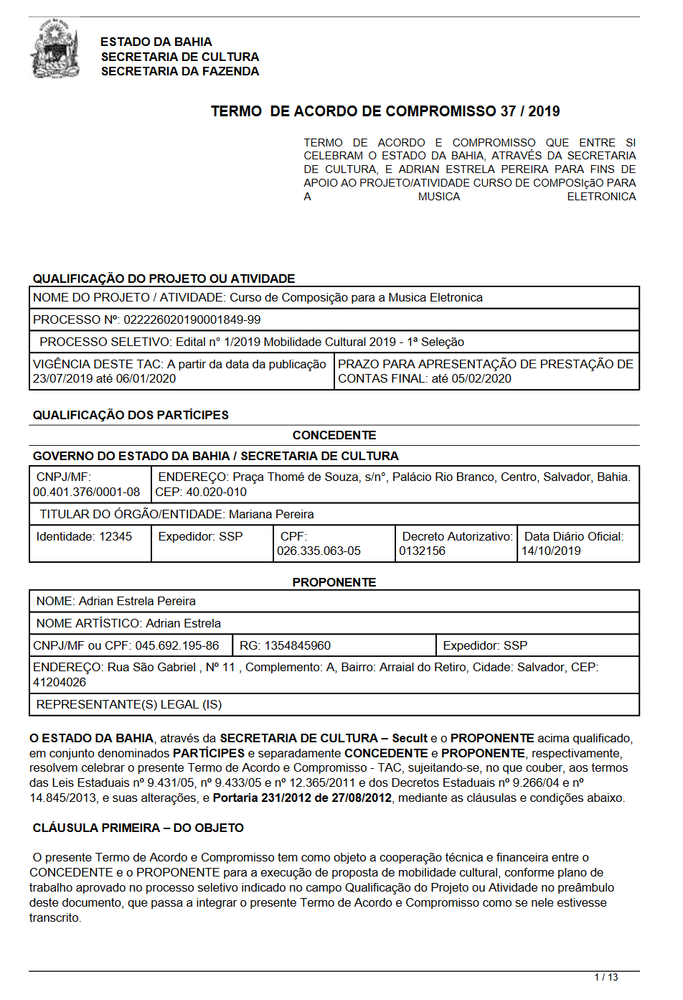 ESTADO DA BAHIA
SECRETARIA DE CULTURA
SECRETARIA DA FAZENDA
TERMO DE ACORDO DE COMPROMISSO 37 / 2019
TERMO DE ACORDO E COMPROMISSO QUE ENTRE SI
CELEBRAM O ESTADO DA BAHIA, ATRAVÉS DA SECRETARIA
DE CULTURA, E ADRIAN ESTRELA PEREIRA PARA FINS DE
APOIO AO PROJETO/ATIVIDADE CURSO DE COMPOSIçãO PARA
A MUSICA ELETRONICA
QUALIFICAÇÃO DO PROJETO OU ATIVIDADE
NOME DO PROJETO / ATIVIDADE: Curso de Composição para a Musica Eletronica
PROCESSO Nº: 022226020190001849-99
PROCESSO SELETIVO: Edital n° 1/2019 Mobilidade Cultural 2019 - 1ª Seleção
VIGÊNCIA DESTE TAC: A partir da data da publicação
23/07/2019 até 06/01/2020
PRAZO PARA APRESENTAÇÃO DE PRESTAÇÃO DE
CONTAS FINAL: até 05/02/2020
QUALIFICAÇÃO DOS PARTÍCIPES
CONCEDENTE
GOVERNO DO ESTADO DA BAHIA / SECRETARIA DE CULTURA
CNPJ/MF:
00.401.376/0001-08
ENDEREÇO: Praça Thomé de Souza, s/n°, Palácio Rio Branco, Centro, Salvador, Bahia.
CEP: 40.020-010
TITULAR DO ÓRGÃO/ENTIDADE: Mariana Pereira
Identidade: 12345
Expedidor: SSP
CPF:
026.335.063-05
Decreto Autorizativo:
0132156
Data Diário Oficial:
14/10/2019
PROPONENTE
NOME: Adrian Estrela Pereira
NOME ARTÍSTICO: Adrian Estrela
CNPJ/MF ou CPF: 045.692.195-86
RG: 1354845960
Expedidor: SSP
ENDEREÇO: Rua São Gabriel , Nº 11 , Complemento: A, Bairro: Arraial do Retiro, Cidade: Salvador, CEP:
41204026
REPRESENTANTE(S) LEGAL (IS)
O ESTADO DA BAHIA, através da SECRETARIA DE CULTURA – Secult e o PROPONENTE acima qualificado,
em conjunto denominados PARTÍCIPES e separadamente CONCEDENTE e PROPONENTE, respectivamente,
resolvem celebrar o presente Termo de Acordo e Compromisso - TAC, sujeitando-se, no que couber, aos termos
das Leis Estaduais nº 9.431/05, nº 9.433/05 e nº 12.365/2011 e dos Decretos Estaduais nº 9.266/04 e nº
14.845/2013, e suas alterações, e Portaria 231/2012 de 27/08/2012, mediante as cláusulas e condições abaixo.
CLÁUSULA PRIMEIRA – DO OBJETO
O presente Termo de Acordo e Compromisso tem como objeto a cooperação técnica e financeira entre o
CONCEDENTE e o PROPONENTE para a execução de proposta de mobilidade cultural, conforme plano de
trabalho aprovado no processo seletivo indicado no campo Qualificação do Projeto ou Atividade no preâmbulo
deste documento, que passa a integrar o presente Termo de Acordo e Compromisso como se nele estivesse
transcrito.
1 / 13